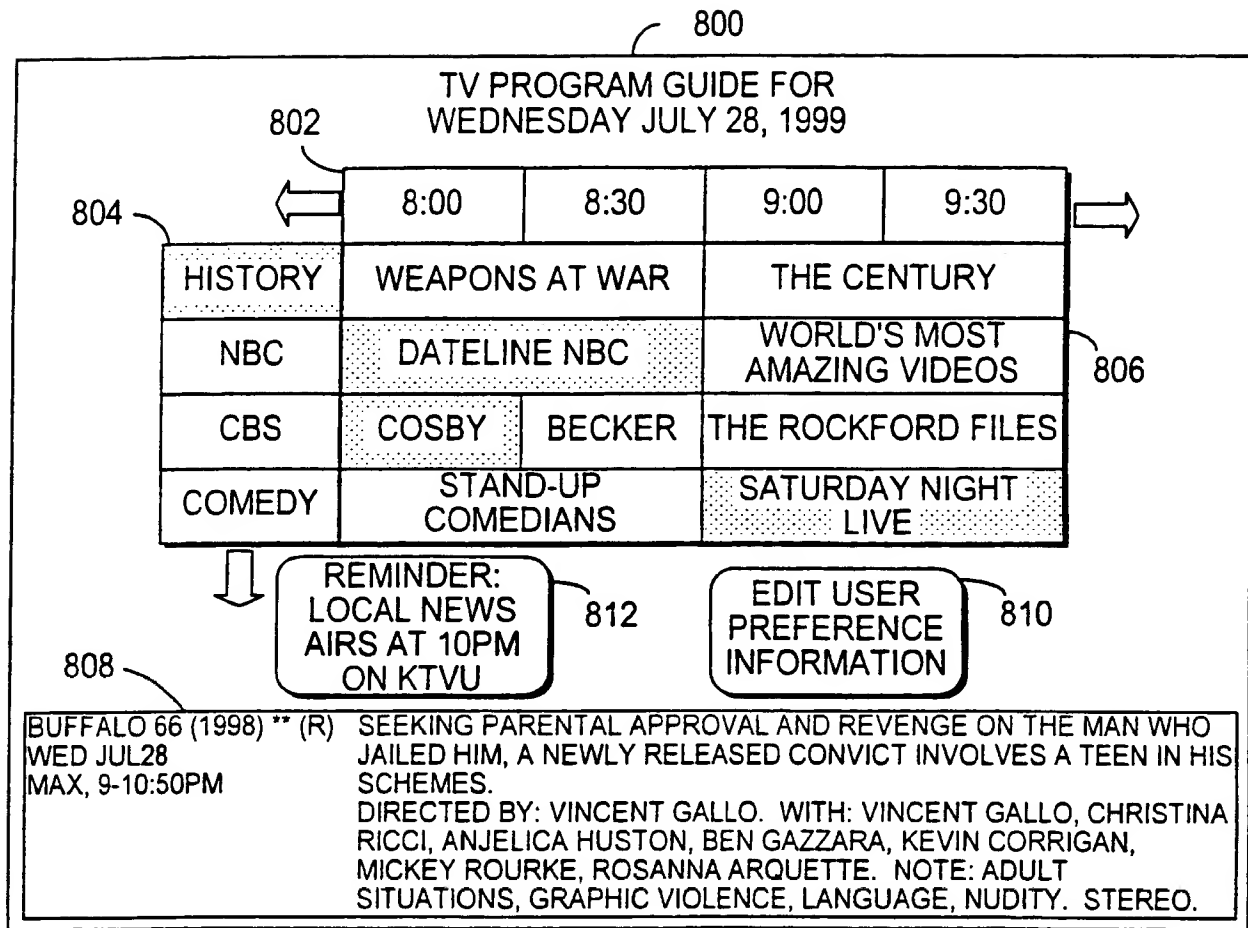 800
TV PROGRAM GUIDE FOR
WEDNESDAY JULY 28, 1999
802
8:00 8:30 9:00 9:30
804
HISTORY WEAPONS AT WAR THE CENTURY
NBC DATELINE NBC WORLD'S MOST
AMAZING VIDEOS
806
CBS COSBY BECKER THE ROCKFORD FILES
COMEDY STAND-UP
COMEDIANS
SATURDAY NIGHT
LIVE
REMINDER:
LOCAL NEWS
AIRS AT 10PM
ON KTVU
812
EDIT USER
PREFERENCE
INFORMATION
810
808
BUFFALO 66 (1998) ** (R)
WED JUL28
MAX, 9-10:50PM
SEEKING PARENTAL APPROVAL AND REVENGE ON THE MAN WHO
JAILED HIM, A NEWLY RELEASED CONVICT INVOLVES A TEEN IN HIS
SCHEMES.
DIRECTED BY: VINCENT GALLO. WITH: VINCENT GALLO, CHRISTINA
RICCI, ANJELICA HUSTON, BEN GAZZARA, KEVIN CORRIGAN,
MICKEY ROURKE, ROSANNA ARQUETTE. NOTE: ADULT
SITUATIONS, GRAPHIC VIOLENCE, LANGUAGE, NUDITY. STEREO.